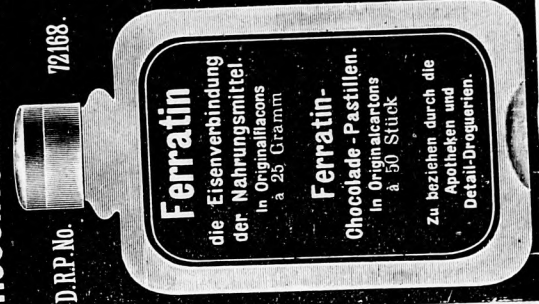 D.R.P. No. 72168.
Ferratin
die Eisenverbindung
der Nahrungsmittel.
In Originalflacons
à 25 Gramm
Ferratin-
Chocolade-Pastillen.
In Originalcartons
à 50 Stück
Zu beziehen durch die
Apotheken und
Detail-Droguerien.